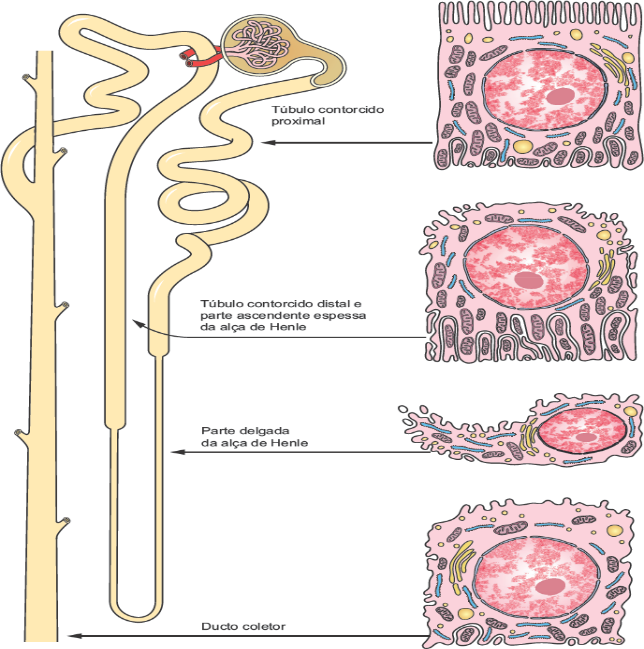 Túbulo contorcido
proximal
Túbulo contorcido distal e
parte ascendente espessa
da alça de Henle
Parte delgada
da alça de Henle
Ducto coletor